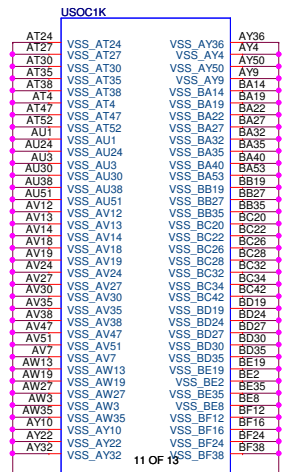 USOC1K
AT24 VSS_AT24 VSS_AY36 AY36
AT27 VSS_AT27 VSS_AY4 AY4
AT30 VSS_AT30 VSS_AY50 AY50
AT35 VSS_AT35 VSS_AY9 AY9
AT38 VSS_AT38 VSS_BA14 BA14
AT4 VSS_AT4 VSS_BA19 BA19
AT47 VSS_AT47 VSS_BA22 BA22
AT52 VSS_AT52 VSS_BA27 BA27
AU1 VSS_AU1 VSS_BA32 BA32
AU24 VSS_AU24 VSS_BA35 BA35
AU3 VSS_AU3 VSS_BA40 BA40
AU30 VSS_AU30 VSS_BA53 BA53
AU38 VSS_AU38 VSS_BB19 BB19
AU51 VSS_AU51 VSS_BB27 BB27
AV12 VSS_AV12 VSS_BB35 BB35
AV13 VSS_AV13 VSS_BC20 BC20
AV14 VSS_AV14 VSS_BC22 BC22
AV18 VSS_AV18 VSS_BC26 BC26
AV19 VSS_AV19 VSS_BC28 BC28
AV24 VSS_AV24 VSS_BC32 BC32
AV27 VSS_AV27 VSS_BC34 BC34
AV30 VSS_AV30 VSS_BC42 BC42
AV35 VSS_AV35 VSS_BD19 BD19
AV38 VSS_AV38 VSS_BD24 BD24
AV47 VSS_AV47 VSS_BD27 BD27
AV51 VSS_AV51 VSS_BD30 BD30
AV7 VSS_AV7 VSS_BD35 BD35
AW13 VSS_AW13 VSS_BE19 BE19
AW19 VSS_AW19 VSS_BE2 BE2
AW27 VSS_AW27 VSS_BE35 BE35
AW3 VSS_AW3 VSS_BE8 BE8
AW35 VSS_AW35 VSS_BF12 BF12
AY10 VSS_AY10 VSS_BF16 BF16
AY22 VSS_AY22 VSS_BF24 BF24
AY32 VSS_AY32 VSS_BF38 BF38
11 OF 13